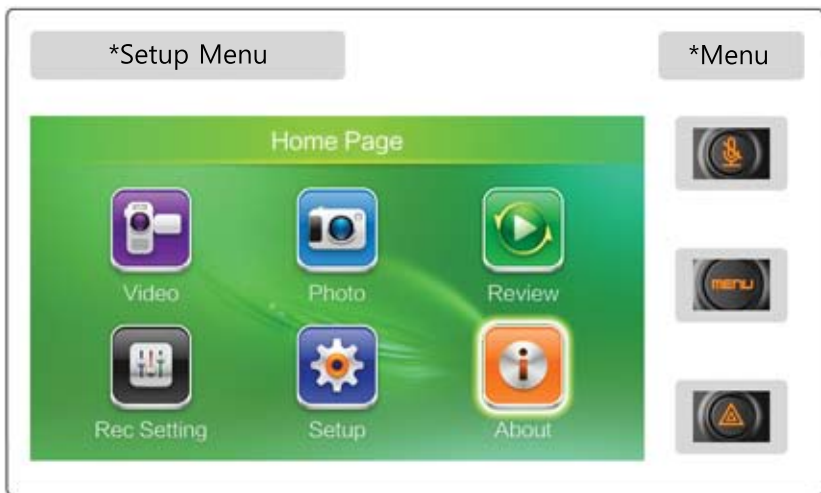 *Setup Menu
*Menu
Home Page
Video
Photo
Review
MENU
Rec Setting
Setup
About